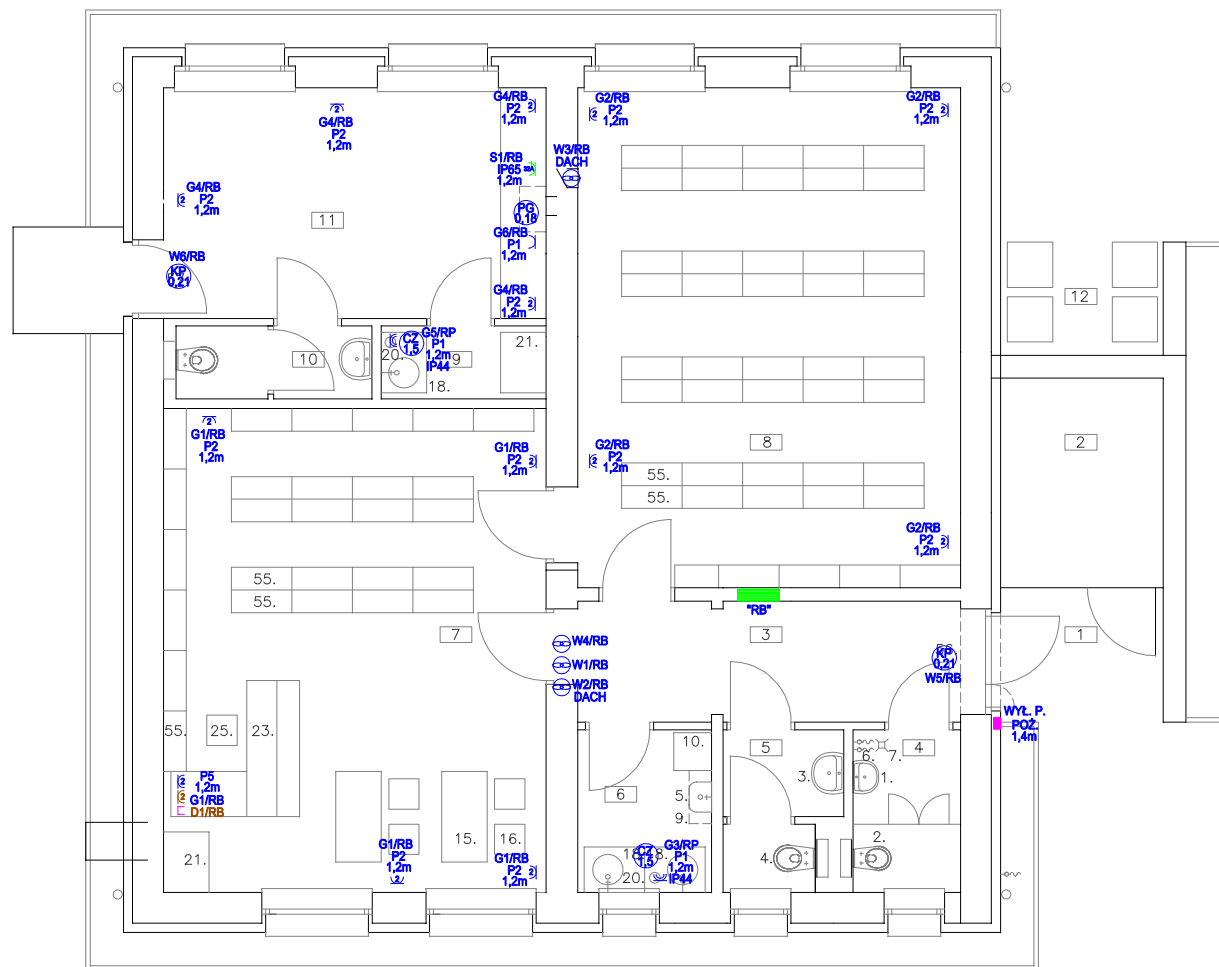 G4/RB
P2
1,2m
G4/RB
P2
1,2m
G2/RB
P2
1,2m
G2/RB
P2
1,2m
W3/RB
DACH
S1/RB
IP65 32A
1,2m
G4/RB
P2
1,2m
11
PG
0,18
G6/RB
P1
1,2m
W6/RB
KP
0,21
G4/RB
P2
1,2m
12
10
20.
CZ
1,5
G5/RP
P1
1,2m
IP44
9
18.
21.
G1/RB
P2
1,2m
G1/RB
P2
1,2m
G2/RB
P2
1,2m
8
2
55.
55.
G2/RB
P2
1,2m
55.
55.
"RB"
7
3
1
W4/RB
W1/RB
W2/RB
DACH
KP
0,21
W5/RB
55.
25.
23.
WYŁ. P.
POŻ.
1,4m
10.
5
4
6.
7.
3.
1.
P5
1,2m
G1/RB
D1/RB
6
5.
9.
15.
16.
2.
4.
21.
G1/RB
P2
1,2m
G1/RB
P2
1,2m
CZ
1,5
G3/RP
P1
1,2m
IP44
20.